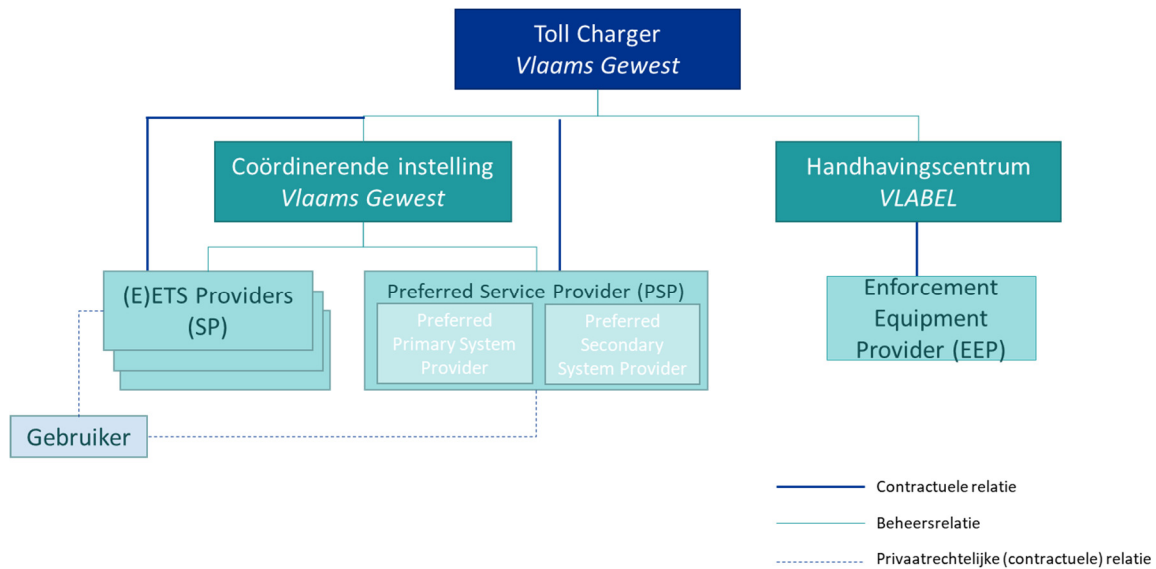 Toll Charger
Vlaams Gewest
Coördinerende instelling
Vlaams Gewest
Handhavingscentrum
VLABEL
(E)ETS Providers
(SP)
Preferred Service Provider (PSP)
Preferred
Primary System
Provider
Preferred
Secondary
System Provider
Enforcement
Equipment
Provider (EEP)
Gebruiker
Contractuele relatie
Beheersrelatie
Privaatrechtelijke (contractuele) relatie